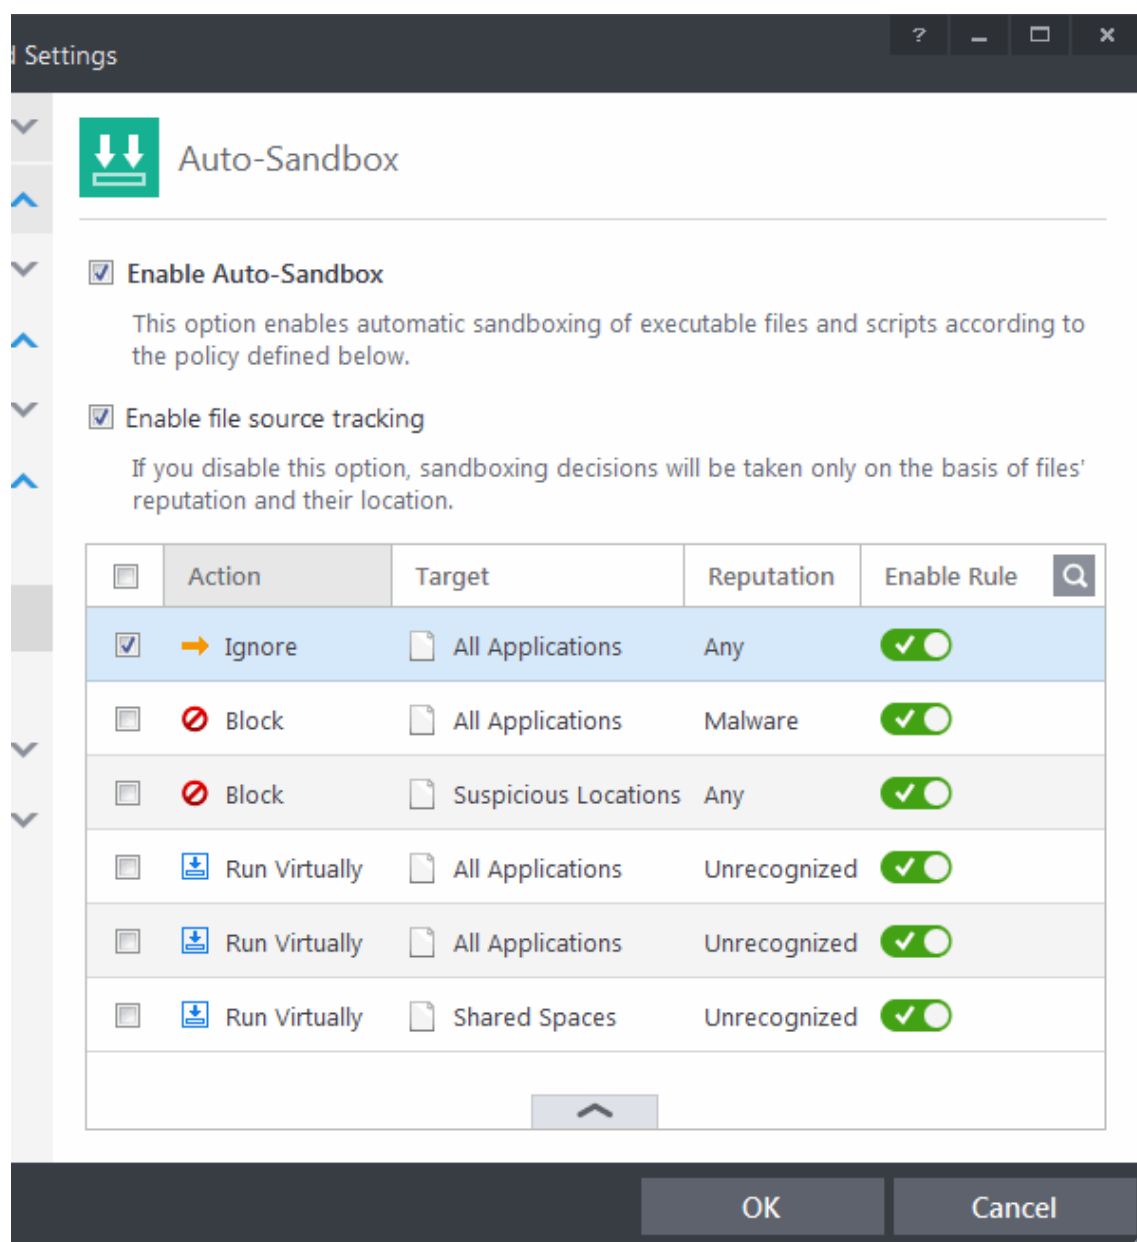 d Settings
?
Auto-Sandbox
Enable Auto-Sandbox
This option enables automatic sandboxing of executable files and scripts according to
the policy defined below.
Enable file source tracking
If you disable this option, sandboxing decisions will be taken only on the basis of files'
reputation and their location.
Action Target Reputation Enable Rule
Ignore All Applications Any
Block All Applications Malware
Block Suspicious Locations Any
Run Virtually All Applications Unrecognized
Run Virtually All Applications Unrecognized
Run Virtually Shared Spaces Unrecognized
OK Cancel